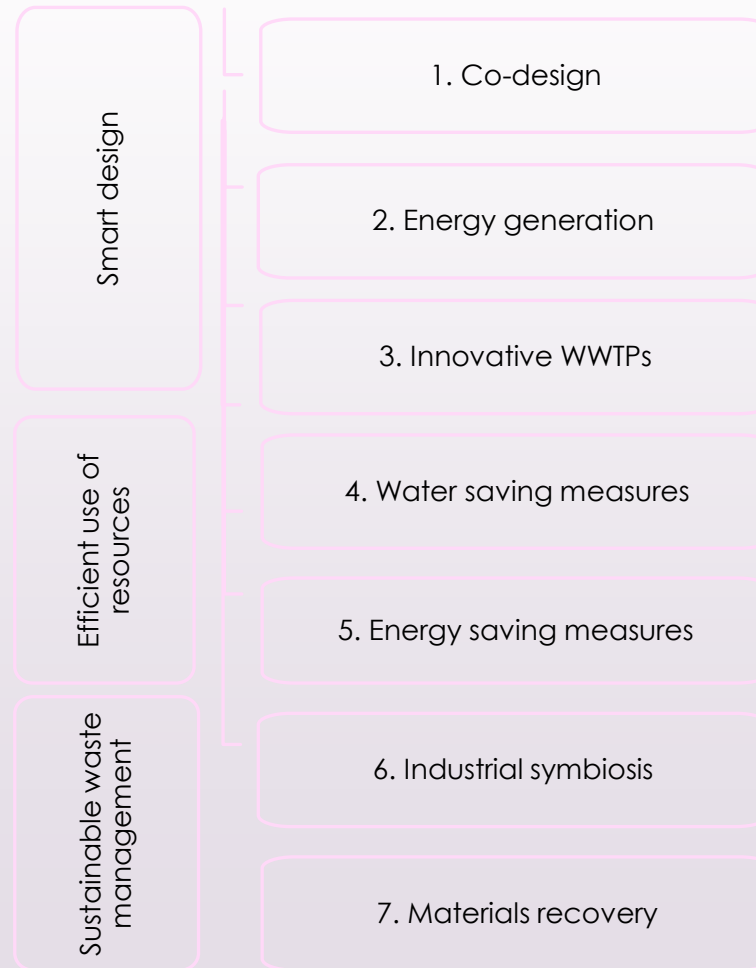 Smart design
1. Co-design
2. Energy generation
3. Innovative WWTPs
Efficient use of
resources
4. Water saving measures
5. Energy saving measures
Sustainable waste
management
6. Industrial symbiosis
7. Materials recovery